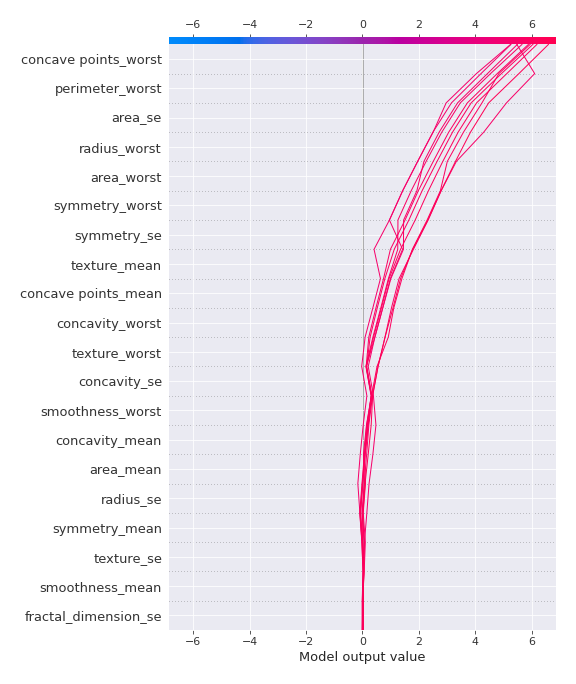 −6 −4 −2 0 2 4 6
concave points_worst
perimeter_worst
area_se
radius_worst
area_worst
symmetry_worst
symmetry_se
texture_mean
concave points_mean
concavity_worst
texture_worst
concavity_se
smoothness_worst
concavity_mean
area_mean
radius_se
symmetry_mean
texture_se
smoothness_mean
fractal_dimension_se
−6 −4 −2 0 2 4 6
Model output value